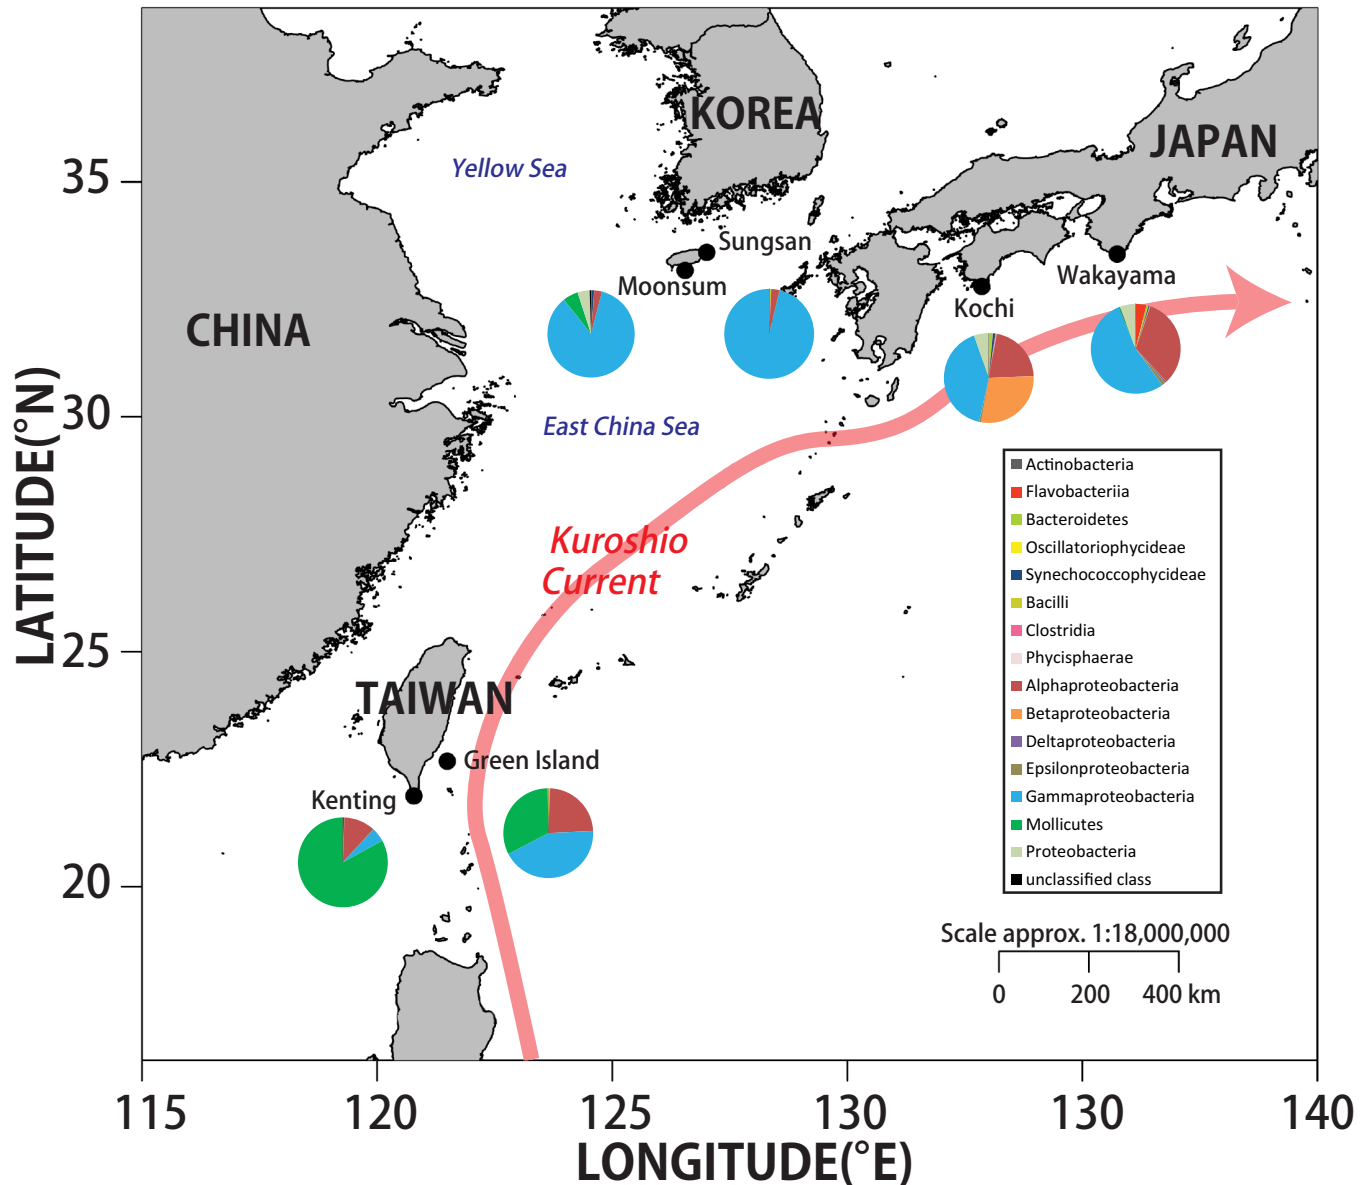 KOREA
JAPAN
35
Yellow Sea
Sungsan
Moonsum
Wakayama
Kochi
CHINA
30
East China Sea
Actinobacteria
Flavobacteriia
Bacteroidetes
Oscillatoriophycideae
Synechococcophycideae
Bacilli
Clostridia
Phycisphaerae
Alphaproteobacteria
Betaproteobacteria
Deltaproteobacteria
Epsilonproteobacteria
Gammaproteobacteria
Mollicutes
Proteobacteria
unclassified class
Kuroshio
Current
LATITUDE(°N)
25
TAIWAN
Green Island
Kenting
20
Scale approx. 1:18,000,000
0 200 400 km
115 120 125 130 130 140
LONGITUDE(°E)